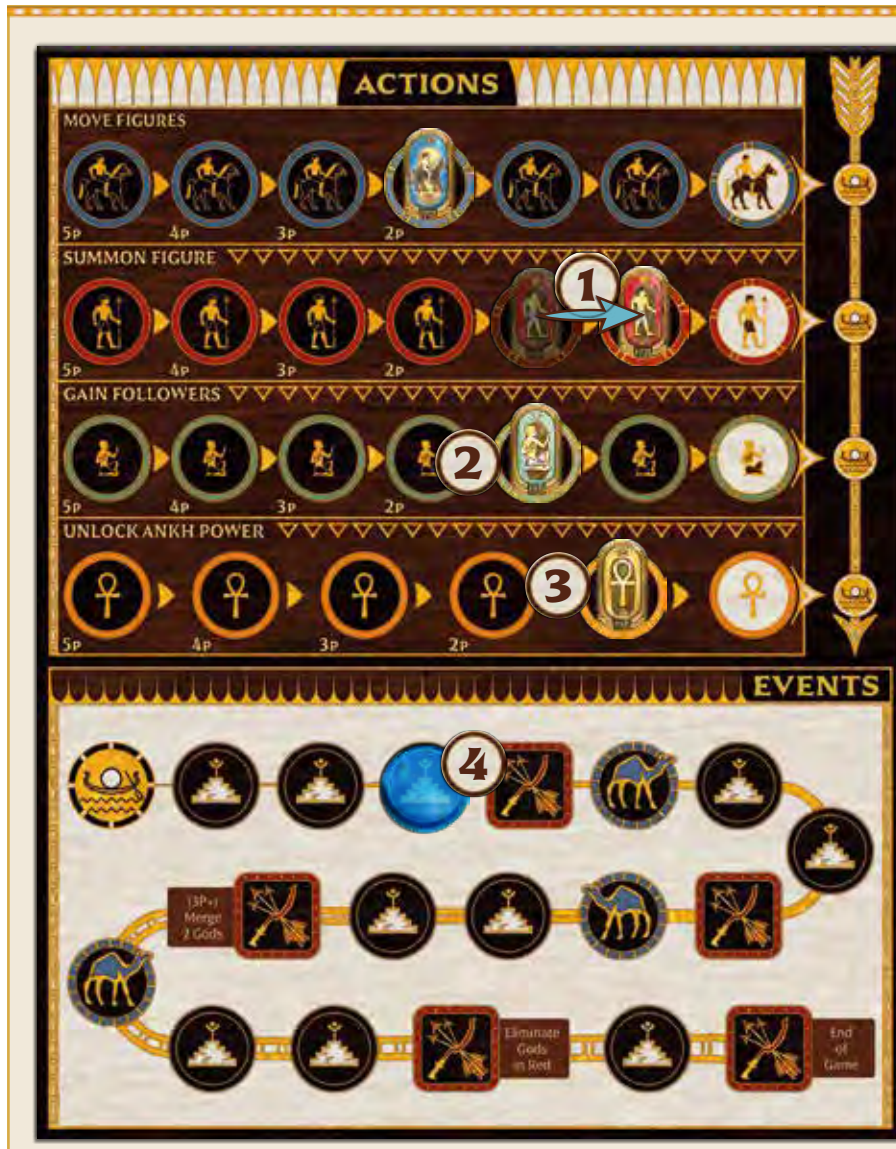 ACTIONS
MOVE FIGURES
5P 4P 3P 2P
SUMMON FIGURE
1
5P 4P 3P 2P
GAIN FOLLOWERS
2
5P 4P 3P 2P
UNLOCK ANKH POWER
3
5P 4P 3P 2P
EVENTS
4
(3P+)
Merge
2 Gods
Eliminate
Gods
in Red
End
of
Game